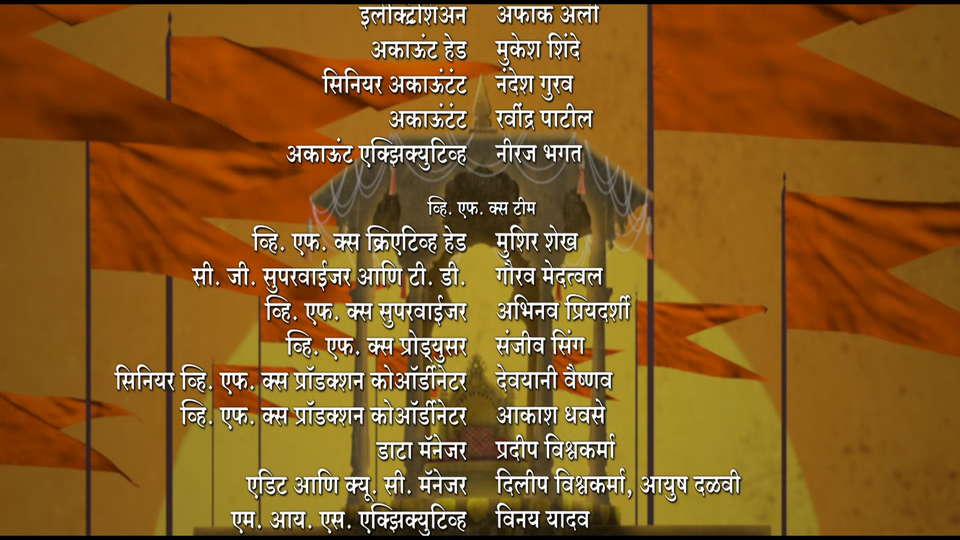 इलेक्ट्रीशिअन अफाक अली
अकाऊंट हेड मुकेश शिंदे
सिनियर अकाऊंटंट नंदेश गुरव
अकाऊंटंट रवींद्र पाटील
अकाऊंट एक्झिक्युटिव्ह नीरज भगत
व्हि. एफ. क्स टीम
व्हि. एफ. क्स क्रिएटिव्ह हेड मुशिर शेख
सी. जी. सुपरवाईजर आणि टी. डी. गौरव मेदत्वल
व्हि. एफ. क्स सुपरवाईजर अभिनव प्रियदर्शी
व्हि. एफ. क्स प्रोड्युसर संजीव सिंग
सिनियर व्हि. एफ. क्स प्रॉडक्शन कोऑर्डीनेटर देवयानी वैष्णव
व्हि. एफ. क्स प्रॉडक्शन कोऑर्डीनेटर आकाश धवसे
डाटा मॅनेजर प्रदीप विश्वकर्मा
एडिट आणि क्यू. सी. मॅनेजर दिलीप विश्वकर्मा, आयुष दळवी
एम. आय. एस. एक्झिक्युटिव्ह विनय यादव